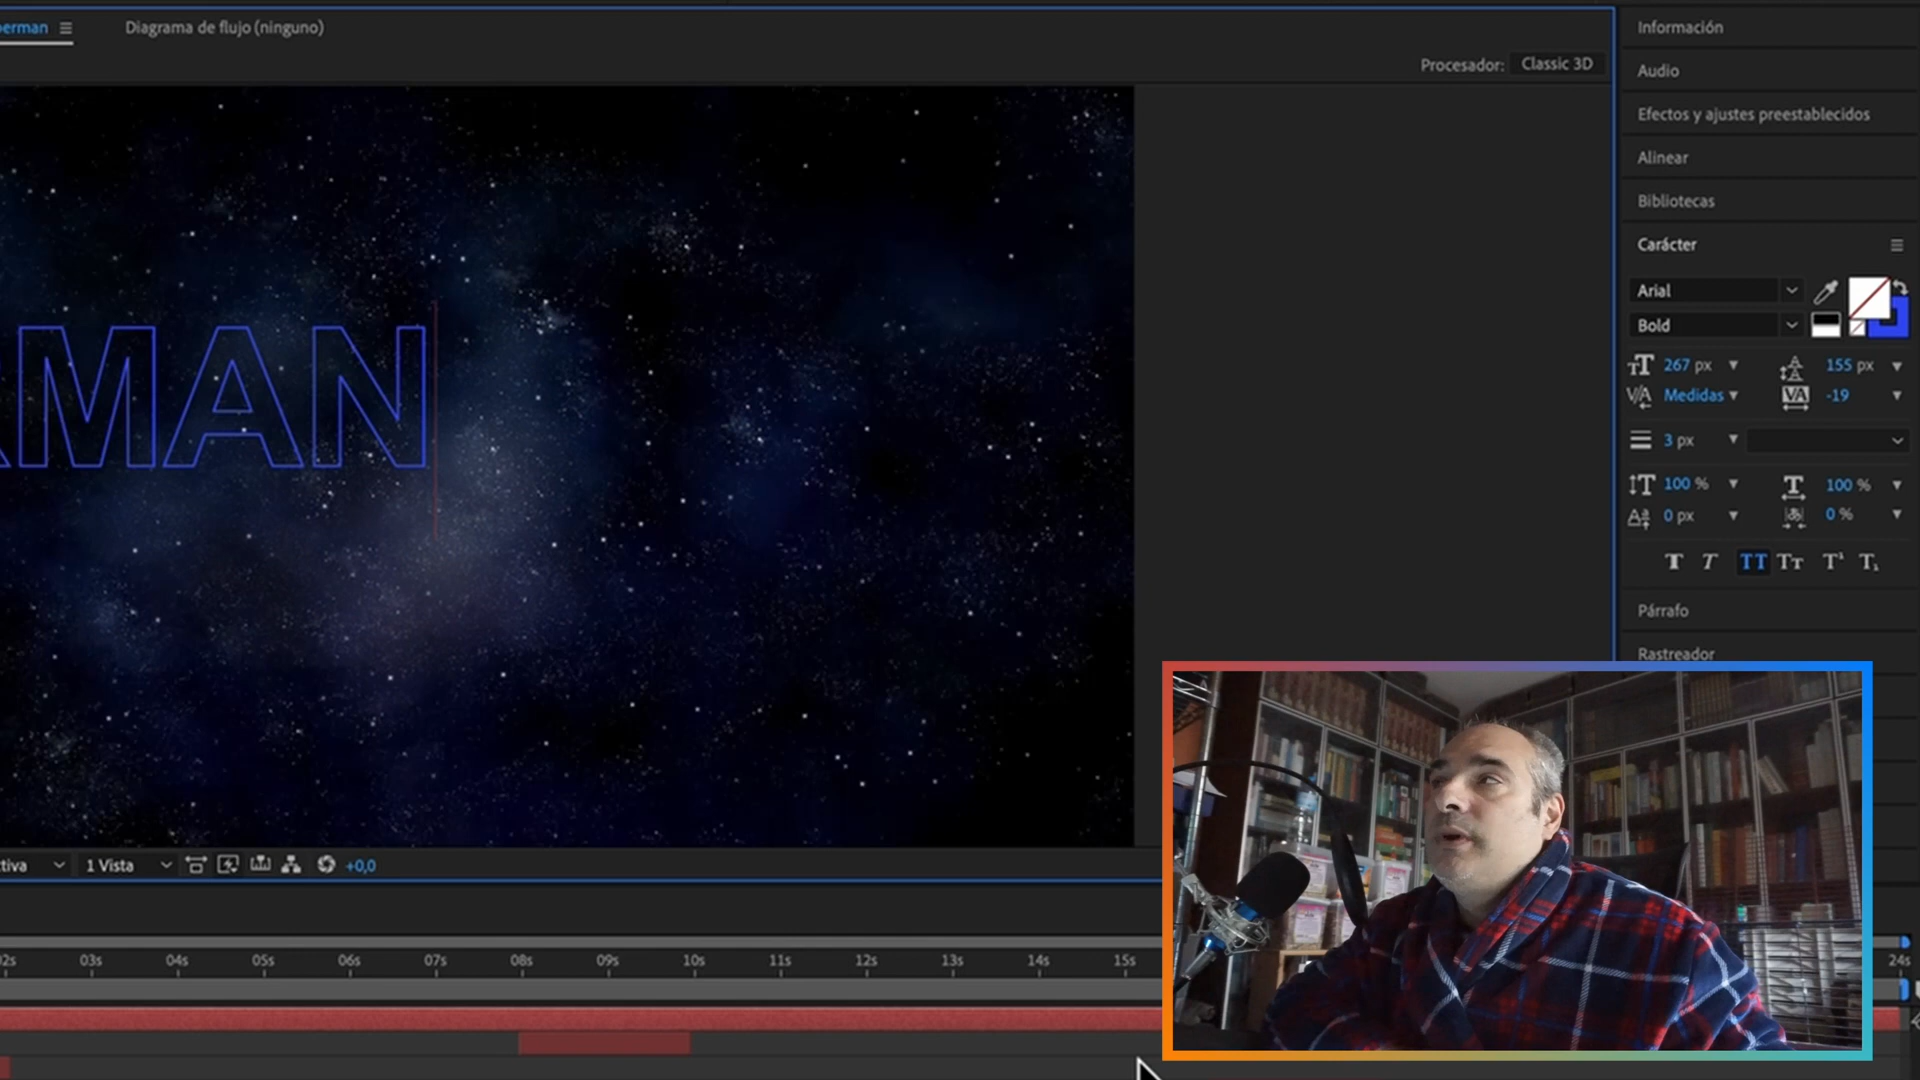 erman
Diagrama de flujo (ninguno)
Información
Procesador: Classic 3D
Audio
Efectos y ajustes preestablecidos
Alinear
Bibliotecas
Carácter
Arial
Bold
267 px
155 px
Medidas
-19
3 px
100 %
100 %
0 px
0 %
Párrafo
Rastreador
RMAN
tiva
1 Vista
+0,0
02s 03s 04s 05s 06s 07s 08s 09s 10s 11s 12s 13s 14s 15s 24s